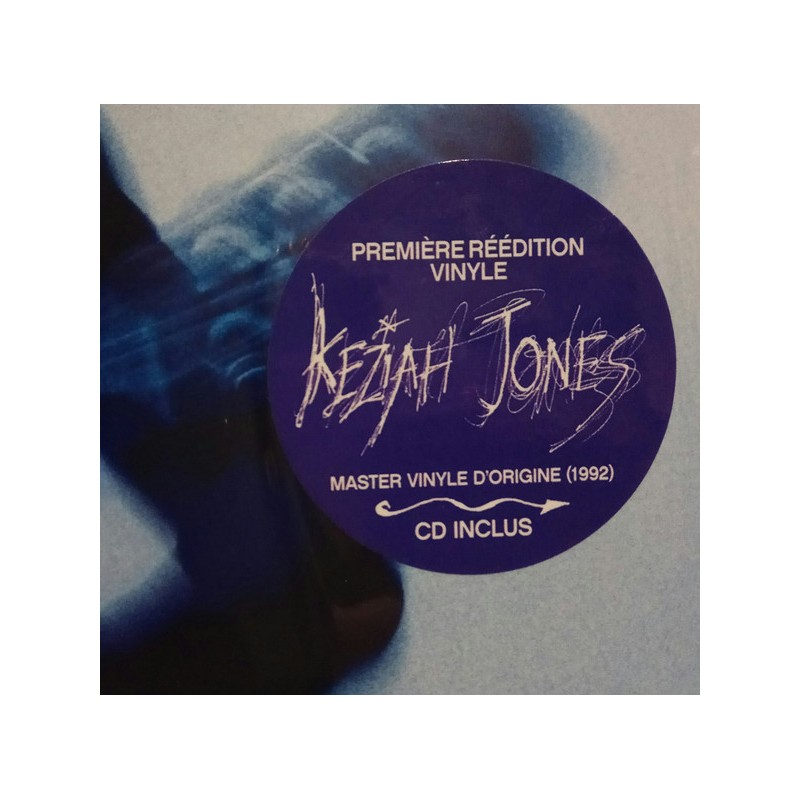 PREMIÈRE RÉÉDITION
VINYLE
KEZIAH JONES
MASTER VINYLE D'ORIGINE (1992)
CD INCLUS